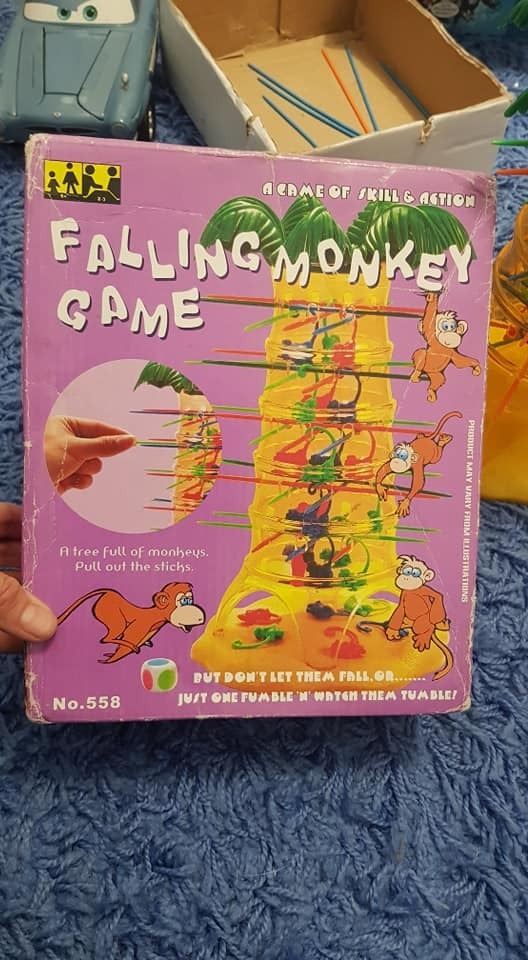 A GAME OF SKILL & ACTION
FALLING MONKEY
GAME
PRODUCT MAY VARY FROM ILLUSTRATIONS
A tree full of monkeys.
Pull out the sticks.
BUT DON'T LET THEM FALL, OR.......
JUST ONE FUMBLE 'N' WATCH THEM TUMBLE!
No.558